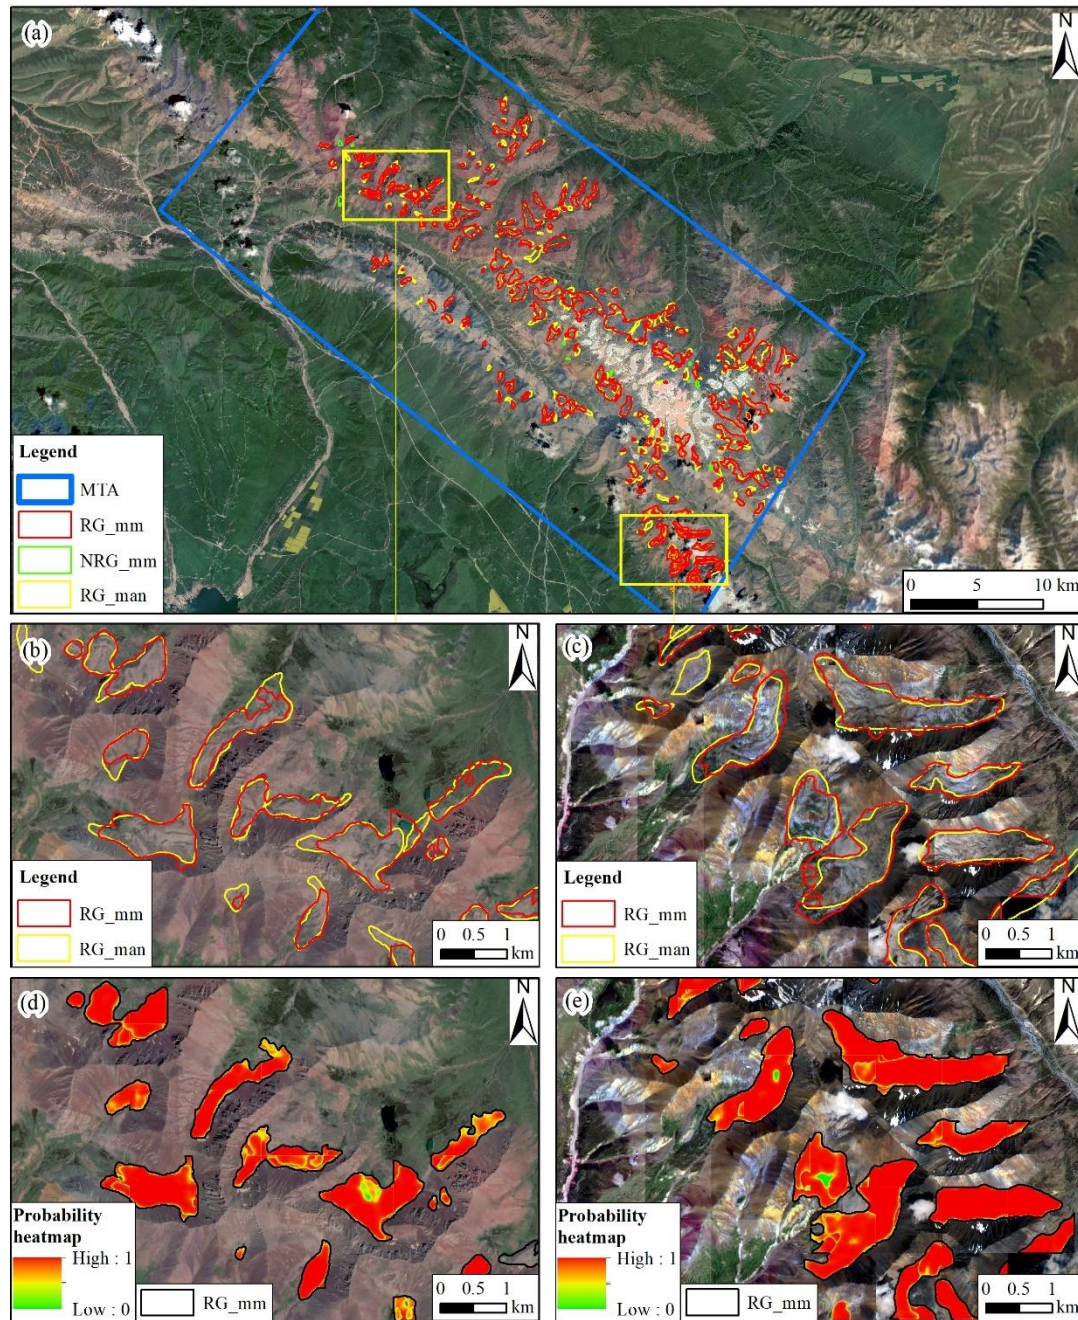 (a)
N
Legend
MTA
RG_mm
NRG_mm
RG_man
0 5 10 km
(b)
N
Legend
RG_mm
RG_man
0 0.5 1
km
(c)
N
Legend
RG_mm
RG_man
0 0.5 1
km
(d)
N
Probability
heatmap
High : 1
Low : 0
RG_mm
0 0.5 1
km
(e)
N
Probability
heatmap
High : 1
Low : 0
RG_mm
0 0.5 1
km